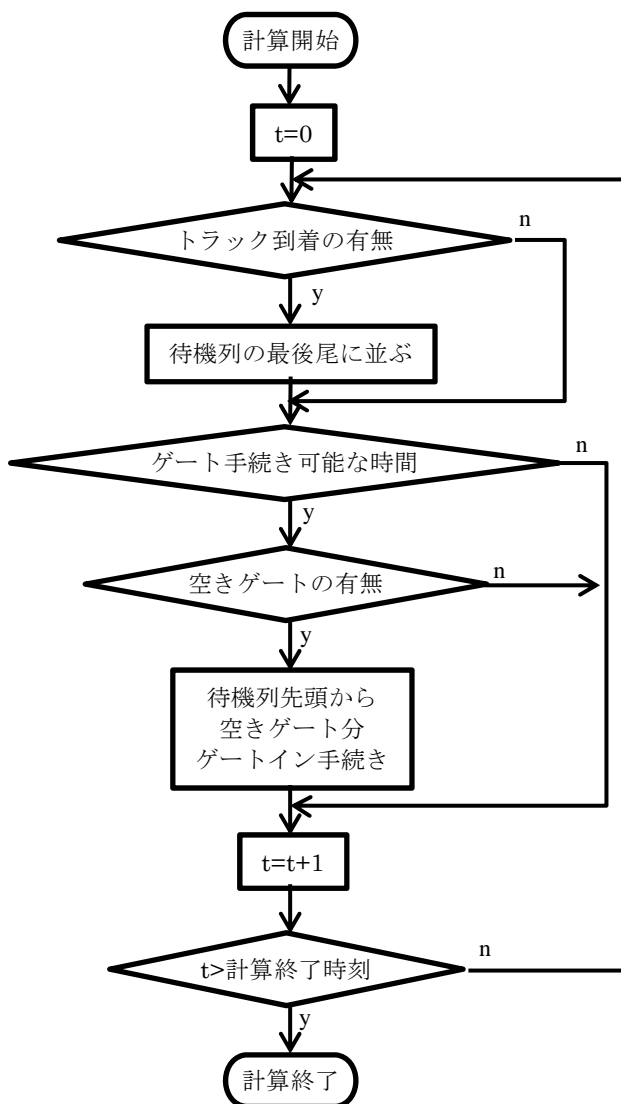 計算開始
t=0
トラック到着の有無
n
y
待機列の最後尾に並ぶ
ゲート手続き可能な時間
n
y
空きゲートの有無
n
y
待機列先頭から
空きゲート分
ゲートイン手続き
t=t+1
t>計算終了時刻
n
y
計算終了